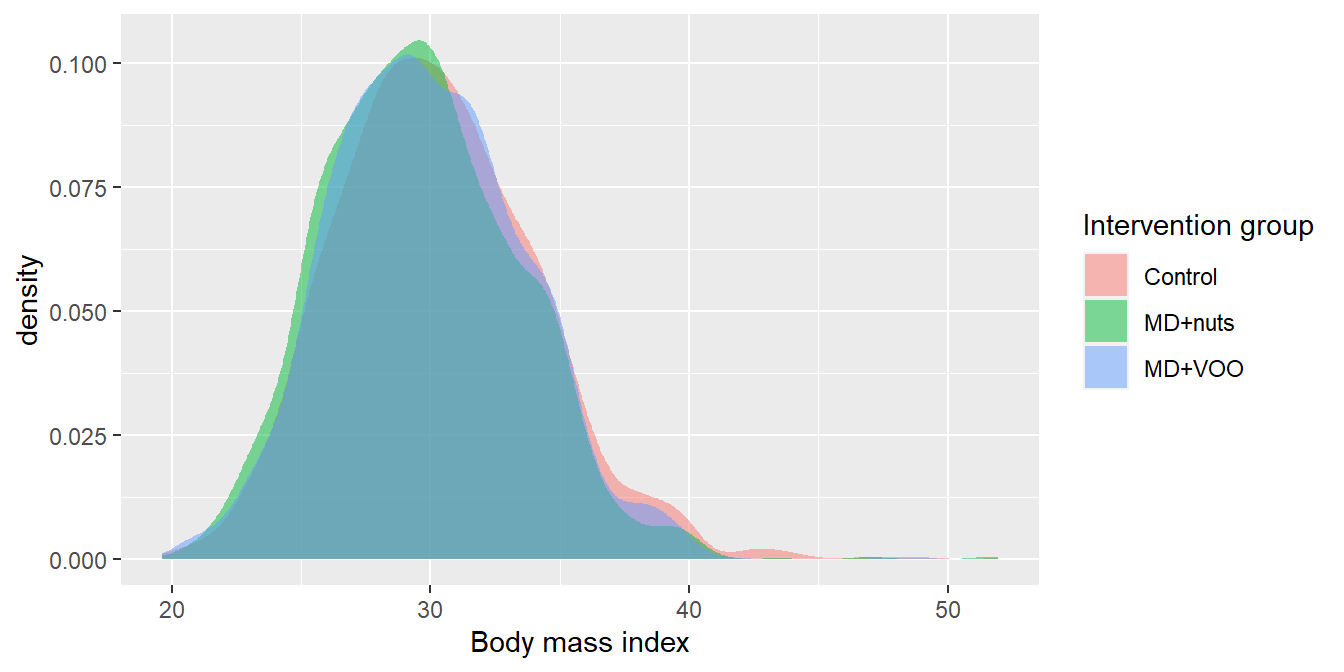 0.100
0.075
0.050
0.025
0.000
density
20 30 40 50
Body mass index
Intervention group
Control
MD+nuts
MD+VOO